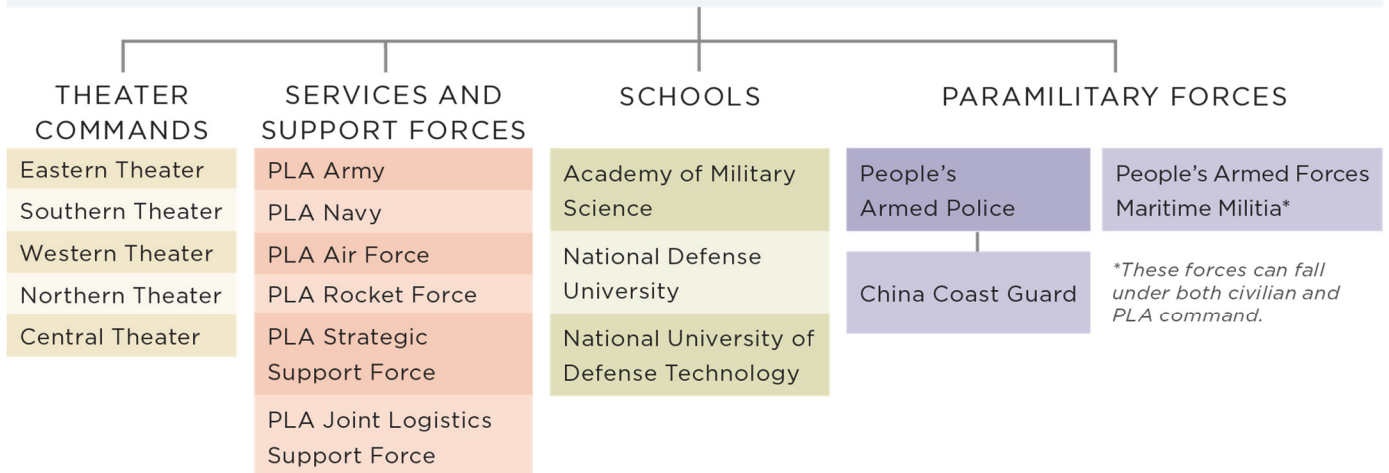 THEATER
COMMANDS
Eastern Theater
Southern Theater
Western Theater
Northern Theater
Central Theater
SERVICES AND
SUPPORT FORCES
PLA Army
PLA Navy
PLA Air Force
PLA Rocket Force
PLA Strategic
Support Force
PLA Joint Logistics
Support Force
SCHOOLS
Academy of Military
Science
National Defense
University
National University of
Defense Technology
PARAMILITARY FORCES
People's
Armed Police
China Coast Guard
People's Armed Forces
Maritime Militia*
*These forces can fall
under both civilian and
PLA command.